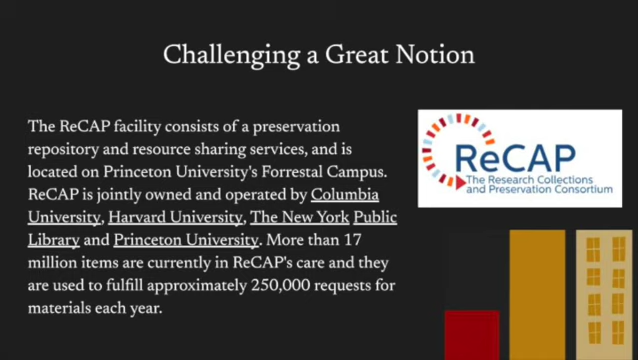 Challenging a Great Notion
The ReCAP facility consists of a preservation
repository and resource sharing services, and is
located on Princeton University's Forrestal Campus.
ReCAP is jointly owned and operated by Columbia
University, Harvard University, The New York Public
Library and Princeton University. More than 17
million items are currently in ReCAP's care and they
are used to fulfill approximately 250,000 requests for
materials each year.
ReCAP
The Research Collections
and Preservation Consortium